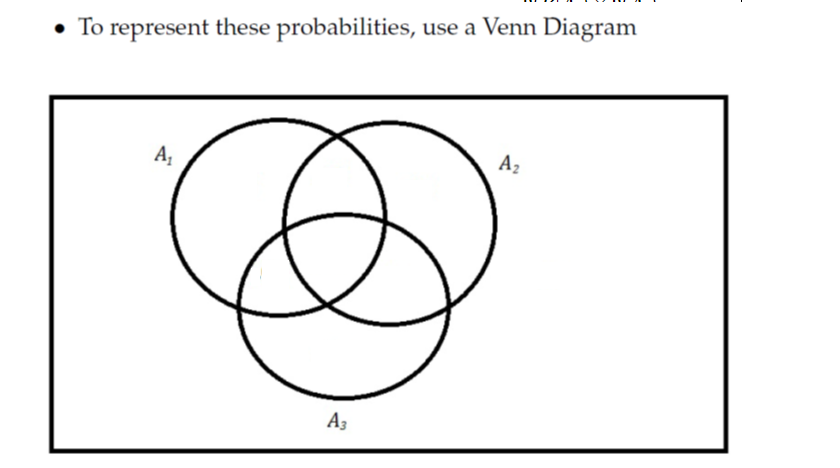 • To represent these probabilities, use a Venn Diagram
A₁
A₂
A₃